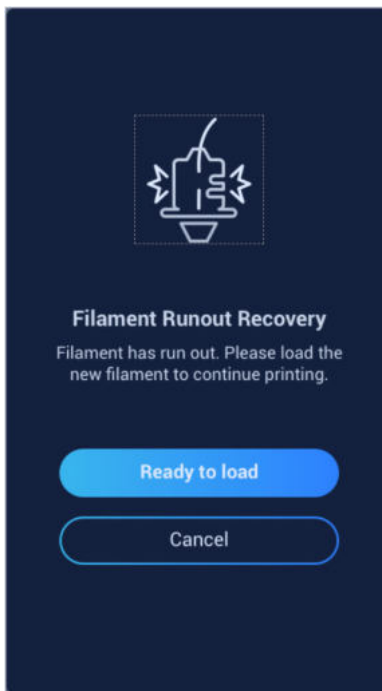 Filament Runout Recovery
Filament has run out. Please load the
new filament to continue printing.
Ready to load
Cancel